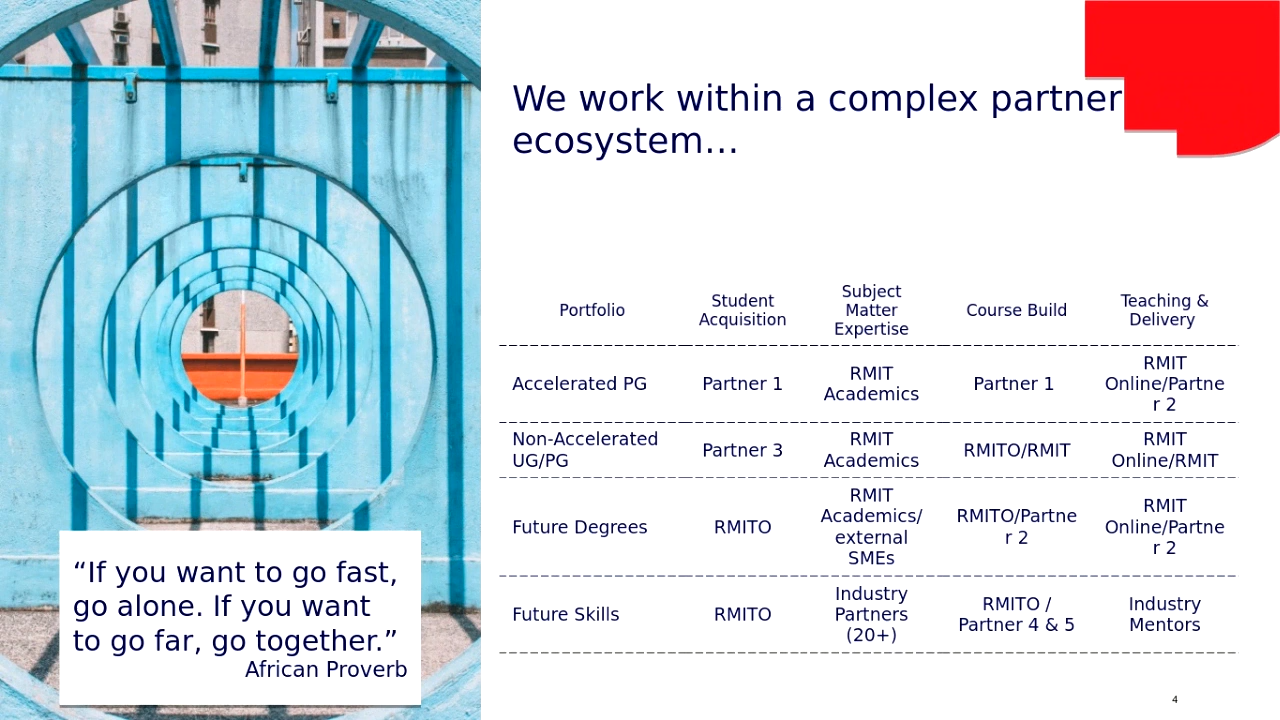 We work within a complex partner
ecosystem…
Portfolio
Student
Acquisition
Subject
Matter
Expertise
Course Build
Teaching &
Delivery
Accelerated PG
Partner 1
RMIT
Academics
Partner 1
RMIT
Online/Partne
r 2
Non-Accelerated
UG/PG
Partner 3
RMIT
Academics
RMITO/RMIT
RMIT
Online/RMIT
Future Degrees
RMITO
RMIT
Academics/
external
SMEs
RMITO/Partne
r 2
RMIT
Online/Partne
r 2
Future Skills
RMITO
Industry
Partners
(20+)
RMITO /
Partner 4 & 5
Industry
Mentors
“If you want to go fast,
go alone. If you want
to go far, go together.”
African Proverb
4